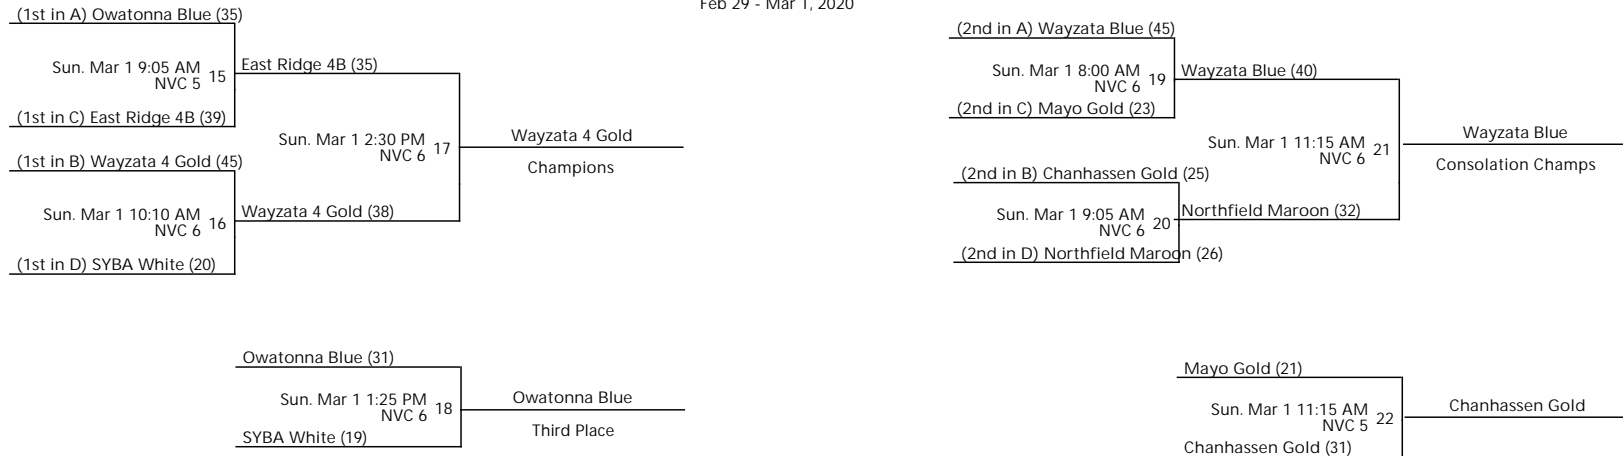 Feb 29 - Mar 1, 2020
(1st in A) Owatonna Blue (35)
Sun. Mar 1 9:05 AM
NVC 5
15
East Ridge 4B (35)
(1st in C) East Ridge 4B (39)
Sun. Mar 1 2:30 PM
NVC 6
17
Wayzata 4 Gold
Champions
(1st in B) Wayzata 4 Gold (45)
Sun. Mar 1 10:10 AM
NVC 6
16
Wayzata 4 Gold (38)
(1st in D) SYBA White (20)
Owatonna Blue (31)
Sun. Mar 1 1:25 PM
NVC 6
18
Owatonna Blue
Third Place
SYBA White (19)
(2nd in A) Wayzata Blue (45)
Sun. Mar 1 8:00 AM
NVC 6
19
Wayzata Blue (40)
(2nd in C) Mayo Gold (23)
Sun. Mar 1 11:15 AM
NVC 6
21
Wayzata Blue
Consolation Champs
(2nd in B) Chanhassen Gold (25)
Sun. Mar 1 9:05 AM
NVC 6
20
Northfield Maroon (32)
(2nd in D) Northfield Maroon (26)
Mayo Gold (21)
Sun. Mar 1 11:15 AM
NVC 5
22
Chanhassen Gold
Chanhassen Gold (31)